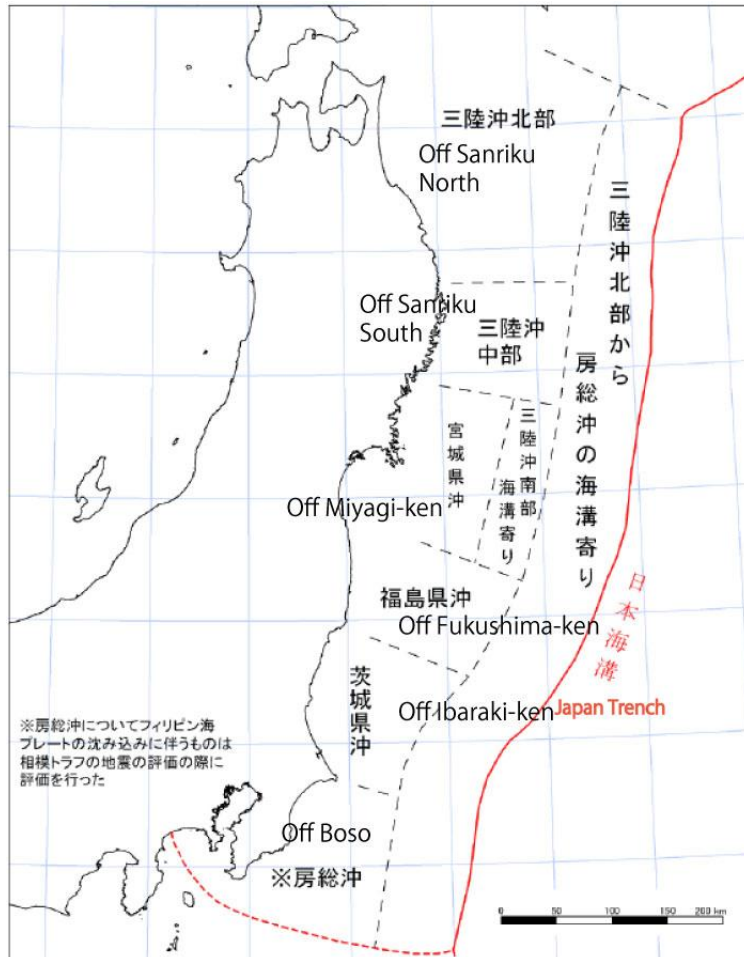 三陸沖北部
Off Sanriku
North
三陸沖北部から
房総沖の海溝寄り
Off Sanriku
South
三陸沖
中部
宮城県沖
三陸沖南部
海溝寄り
Off Miyagi-ken
福島県沖
Off Fukushima-ken
日本海溝
茨城県沖
Off Ibaraki-ken
Japan Trench
※房総沖についてフィリピン海
プレートの沈み込みに伴うものは
相模トラフの地震の評価の際に
評価を行った
Off Boso
※房総沖
0 50 100 150 200 km